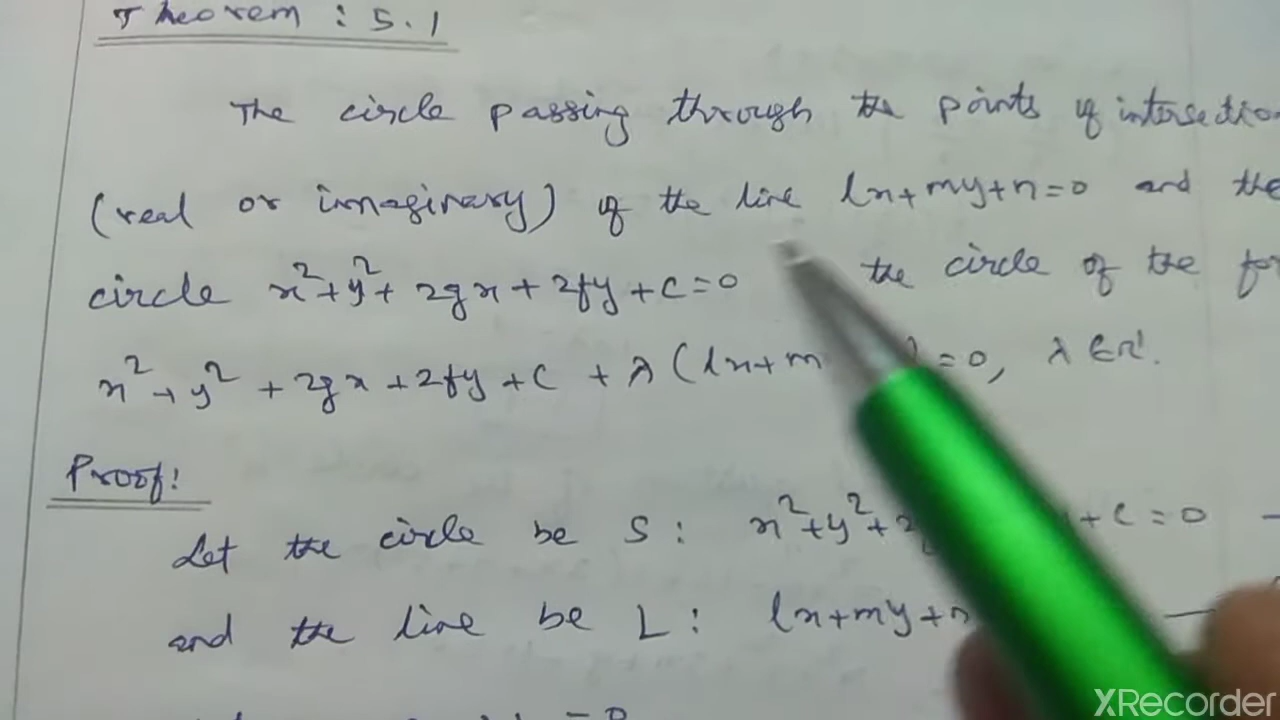 Theorem : 5.1
The circle passing through the points of intersection
(real or imaginary) of the line lx+my+n=0 and the
circle x²+y²+2gx+2fy+c=0 the circle of the for
x²+y²+2gx+2fy+c+λ(lx+m =0, λ∈R.
Proof:
Let the circle be S: x²+y²+2 y+c=0 —
and the line be L: lx+my+n —
XRecorder